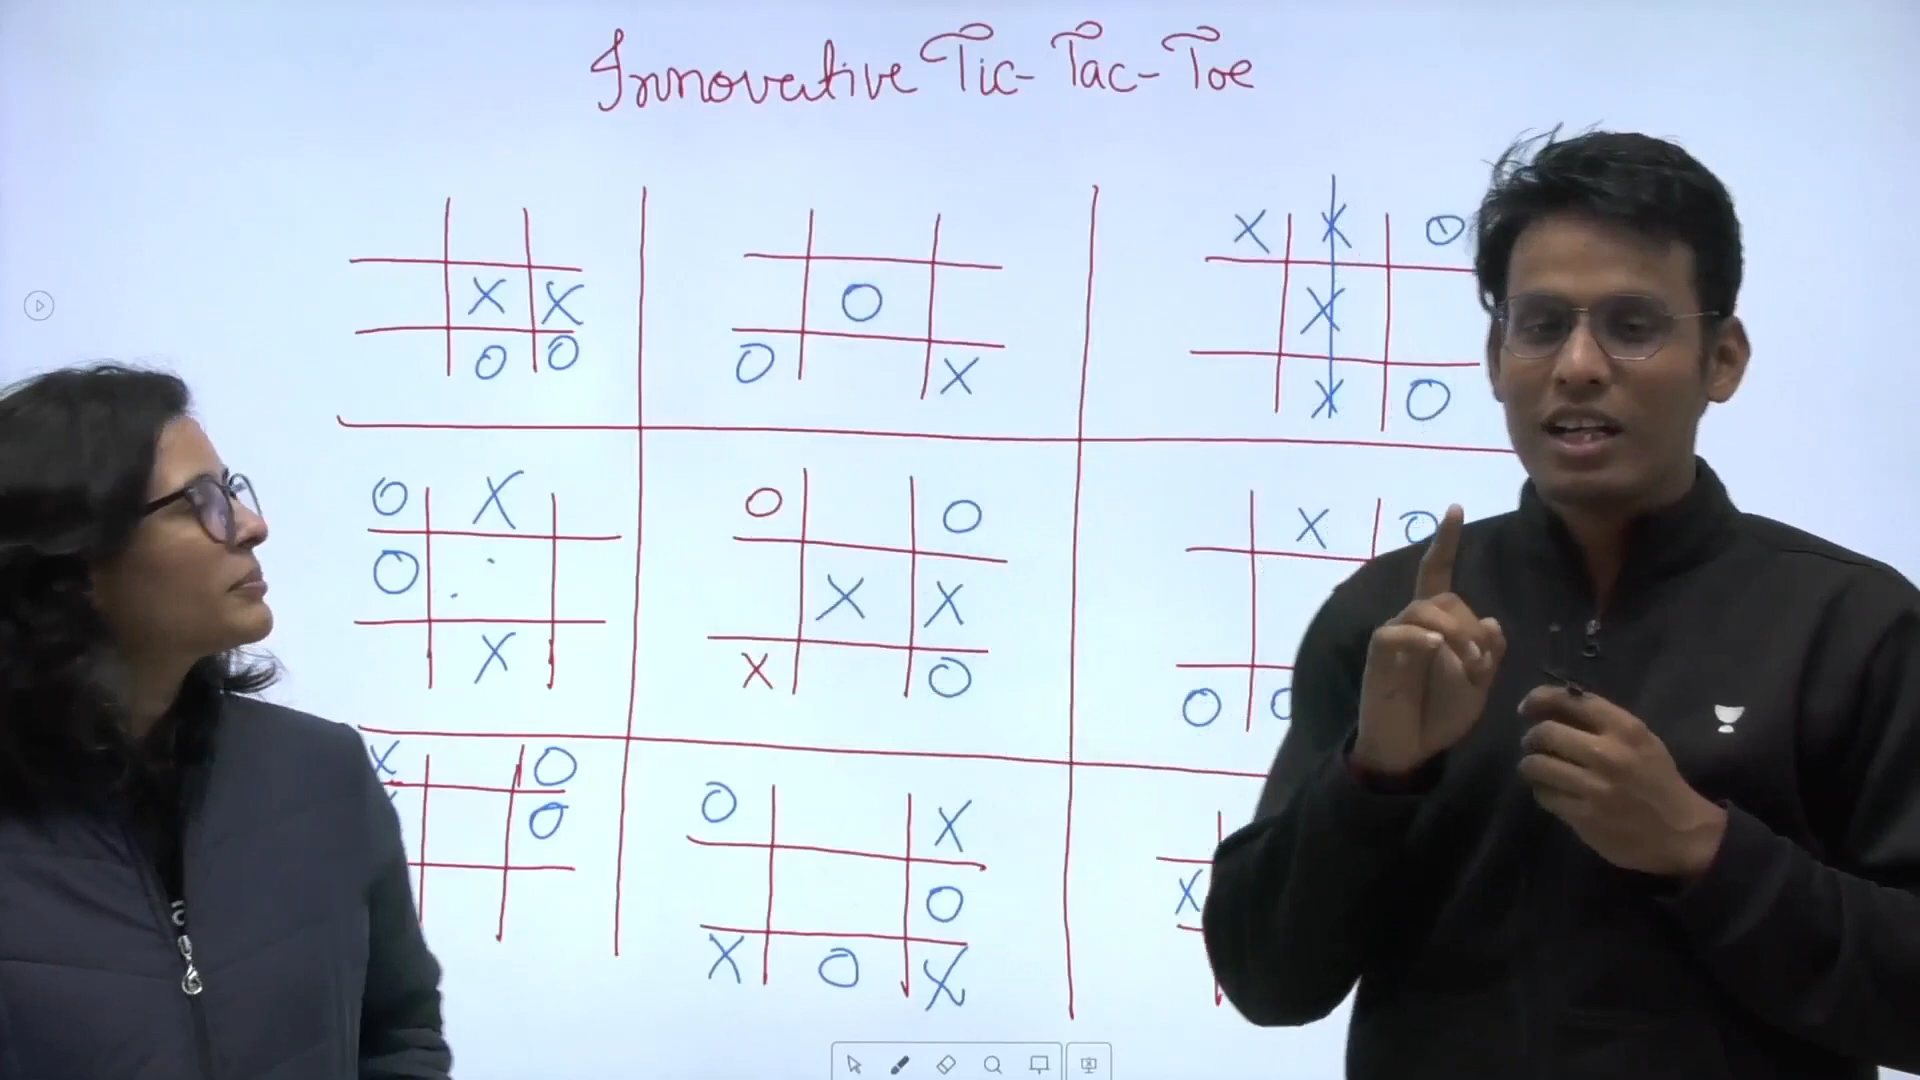 Innovative Tic-Tac-Toe
X X O
X X O X
O O O X X O
O X O O X O
O X X
X X O O O
X O O X
O O X
X O X